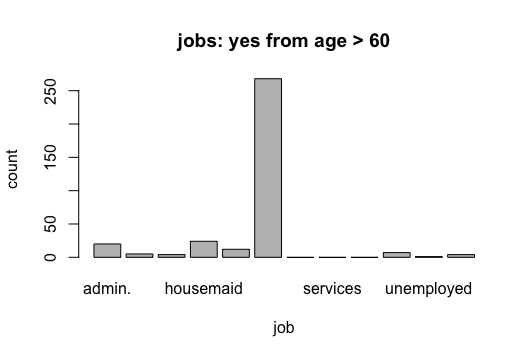 jobs: yes from age > 60
count
250
150
50
0
admin. housemaid services unemployed
job